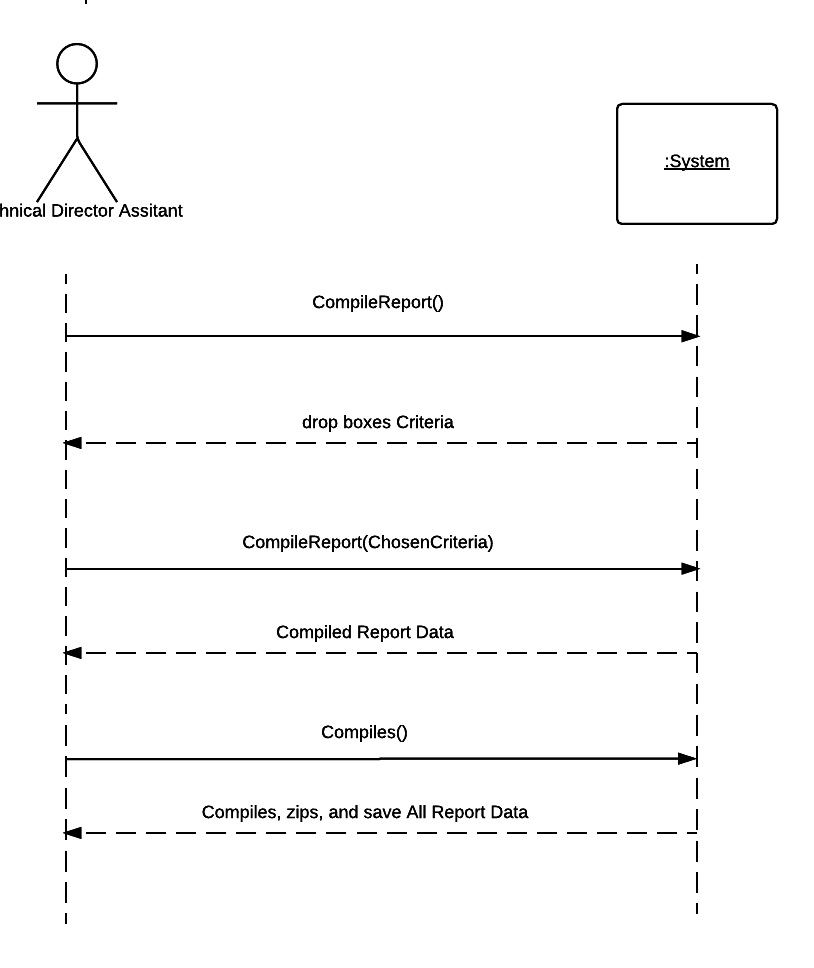 :System
hnical Director Assitant
CompileReport()
drop boxes Criteria
CompileReport(ChosenCriteria)
Compiled Report Data
Compiles()
Compiles, zips, and save All Report Data